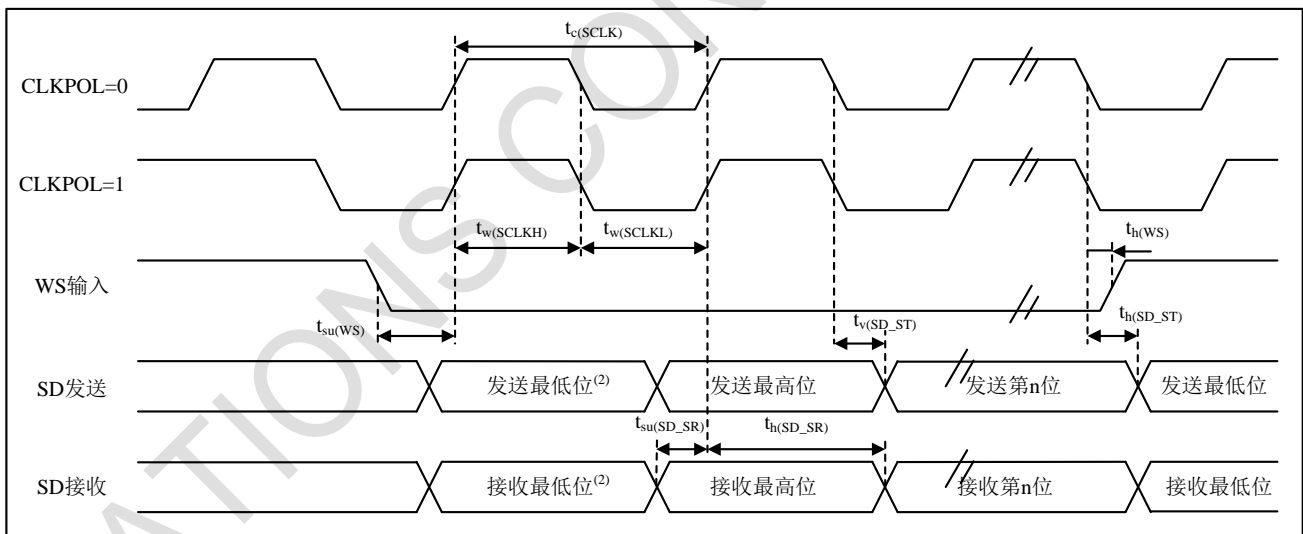 tc(SCLK)
CLKPOL=0
CLKPOL=1
th(WS)
tw(SCLKH)
tw(SCLKL)
WS输入
tsu(WS)
tv(SD_ST)
th(SD_ST)
SD发送
发送最低位(2)
发送最高位
发送第n位
发送最低位
tsu(SD_SR)
th(SD_SR)
SD接收
接收最低位(2)
接收最高位
接收第n位
接收最低位
ATIONS CON